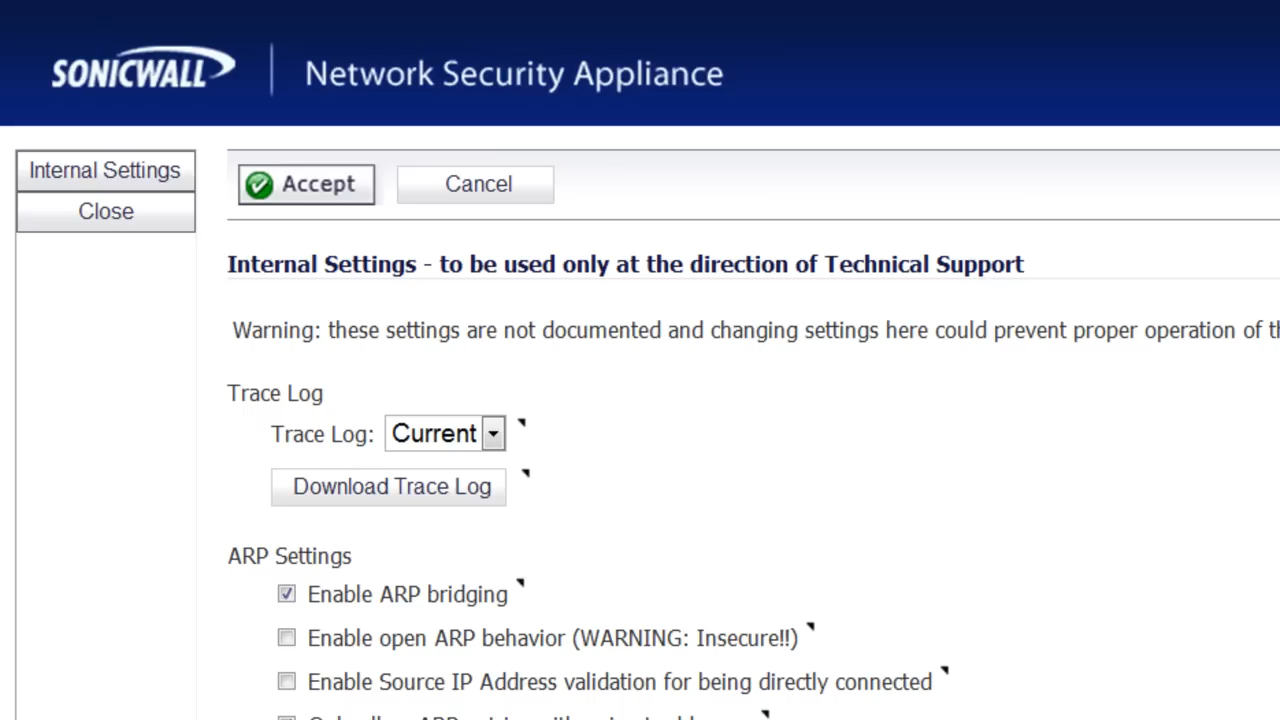 SONICWALL
Network Security Appliance
Internal Settings
Close
Accept
Cancel
Internal Settings - to be used only at the direction of Technical Support
Warning: these settings are not documented and changing settings here could prevent proper operation of
Trace Log
Trace Log: Current
Download Trace Log
ARP Settings
Enable ARP bridging
Enable open ARP behavior (WARNING: Insecure!!)
Enable Source IP Address validation for being directly connected